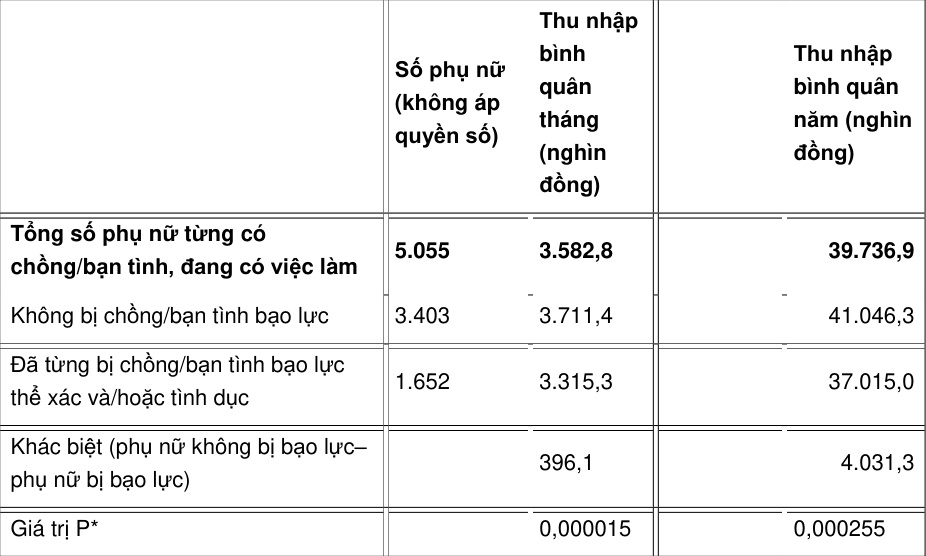 Số phụ nữ
(không áp
quyền số)
Thu nhập
bình
quân
tháng
(nghìn
đồng)
Thu nhập
bình quân
năm (nghìn
đồng)
Tổng số phụ nữ từng có
chồng/bạn tình, đang có việc làm
5.055
3.582,8
39.736,9
Không bị chồng/bạn tình bạo lực
3.403
3.711,4
41.046,3
Đã từng bị chồng/bạn tình bạo lực
thể xác và/hoặc tình dục
1.652
3.315,3
37.015,0
Khác biệt (phụ nữ không bị bạo lực–
phụ nữ bị bạo lực)
396,1
4.031,3
Giá trị P*
0,000015
0,000255